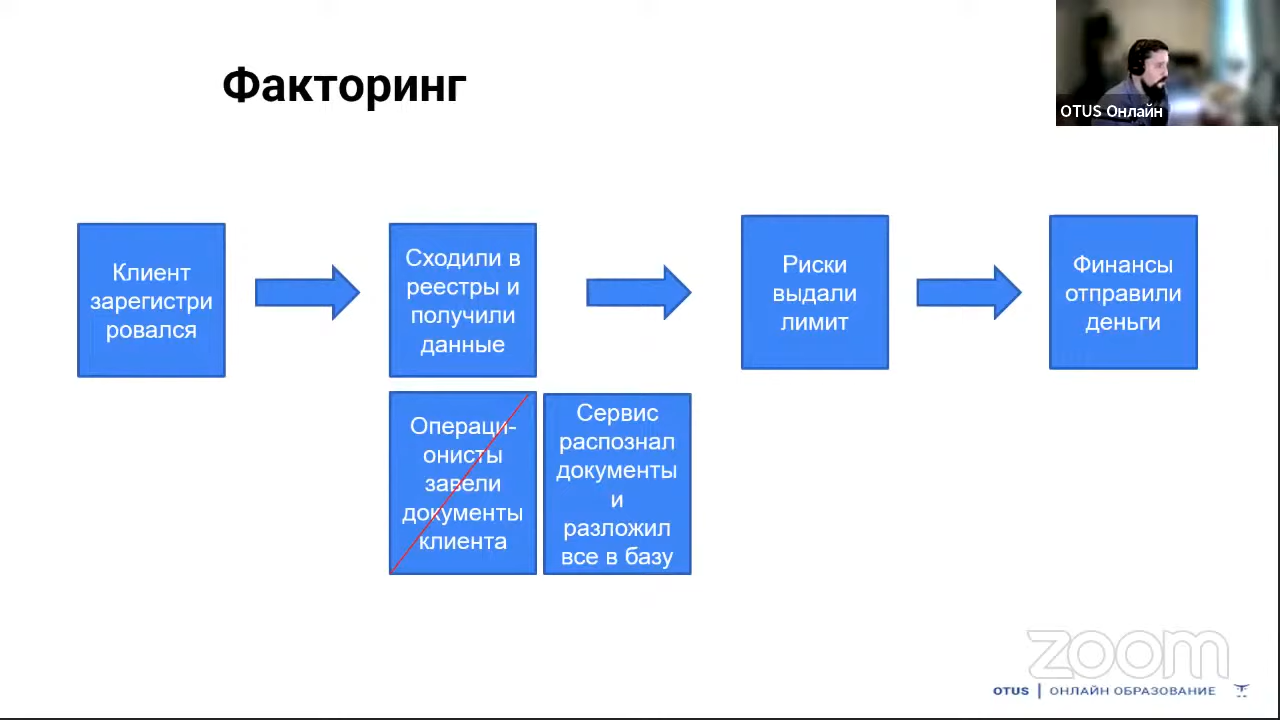 Факторинг
OTUS Онлайн
Клиент
зарегистри
ровался
Сходили в
реестры и
получили
данные
Риски
выдали
лимит
Финансы
отправили
деньги
Операци-
онисты
завели
документы
клиента
Сервис
распознал
документы
и
разложил
все в базу
zoom
OTUS | ОНЛАЙН ОБРАЗОВАНИЕ